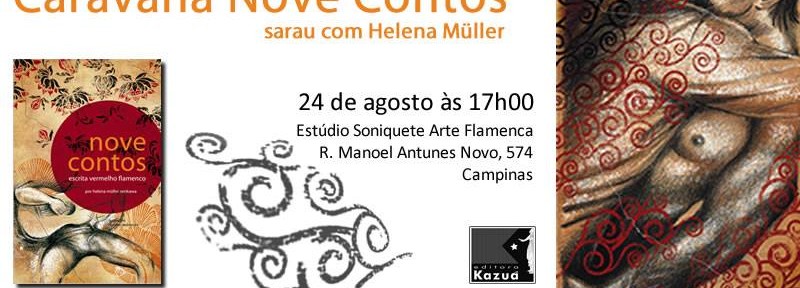 Caravana Nove Contos
sarau com Helena Müller
24 de agosto às 17h00
Estúdio Soniquete Arte Flamenca
R. Manoel Antunes Novo, 574
Campinas
nove
contos
escrita vermelho flamenco
editora
Kazuá